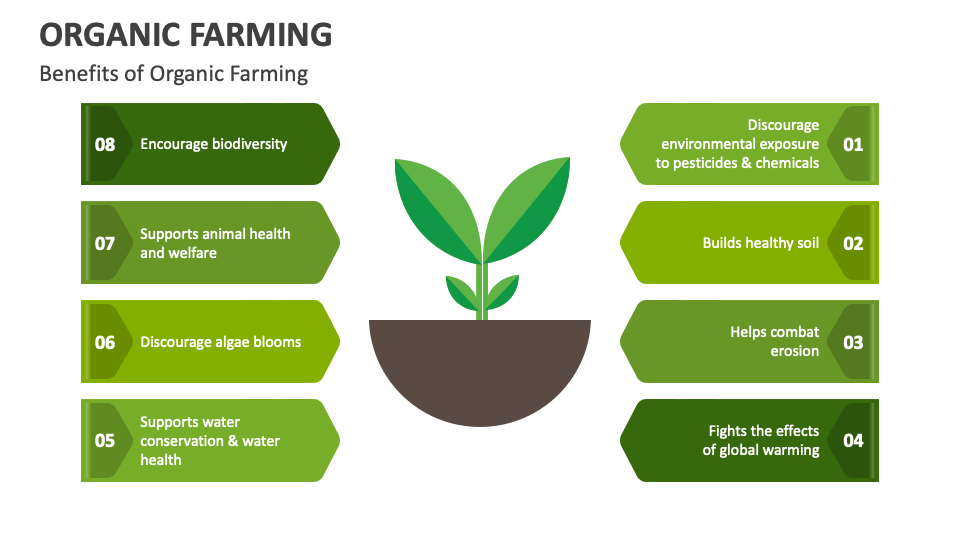 ORGANIC FARMING
Benefits of Organic Farming
08
Encourage biodiversity
07
Supports animal health
and welfare
06
Discourage algae blooms
05
Supports water
conservation & water
health
Discourage
environmental exposure
to pesticides & chemicals
01
Builds healthy soil
02
Helps combat
erosion
03
Fights the effects
of global warming
04